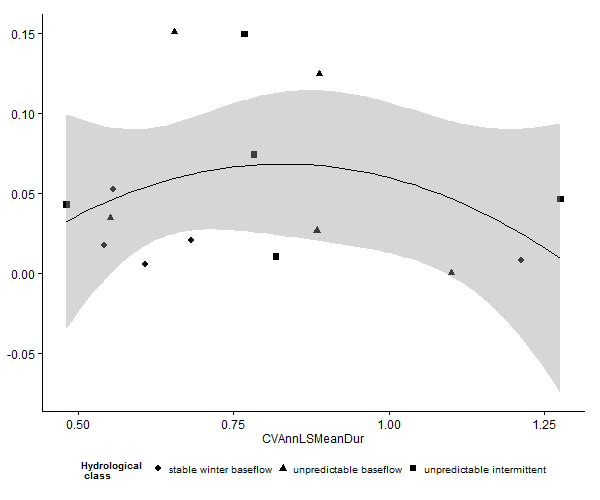 0.15
0.10
0.05
0.00
-0.05
0.50 0.75 1.00 1.25
CVAnnLSMeanDur
Hydrological
class
stable winter baseflow unpredictable baseflow unpredictable intermittent